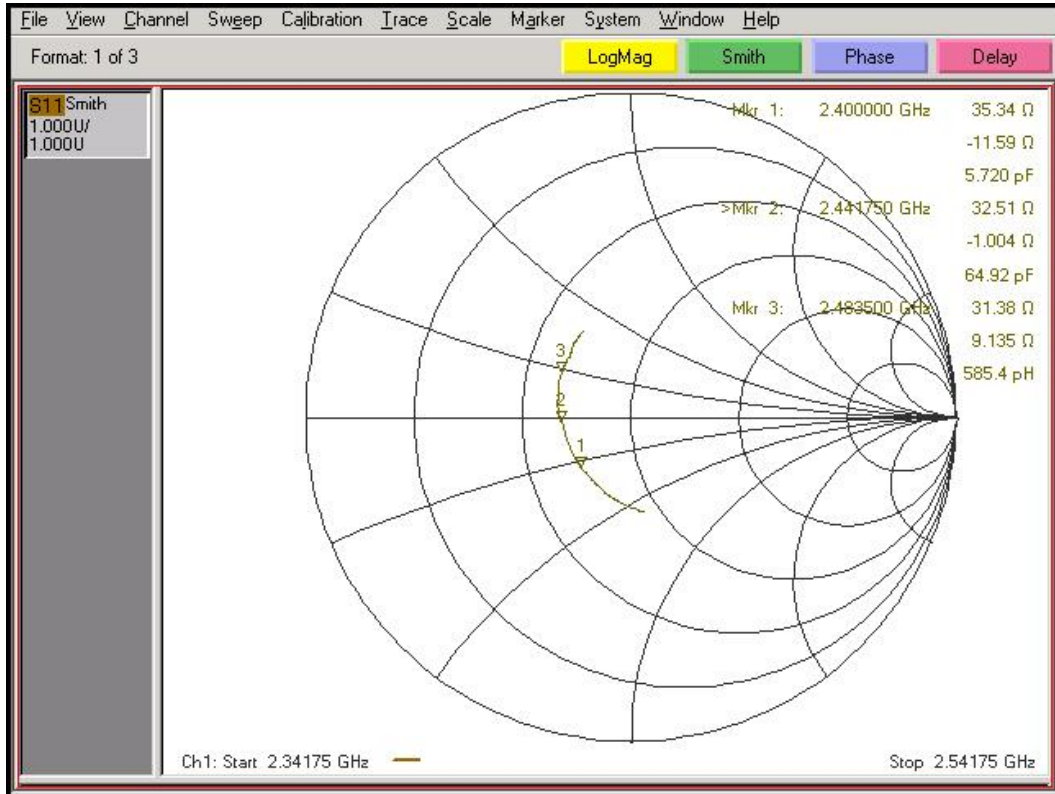 File View Channel Sweep Calibration Trace Scale Marker System Window Help
Format: 1 of 3 LogMag Smith Phase Delay
S11 Smith
1.000U/
1.000U
Mkr 1: 2.400000 GHz 35.34 Ω
-11.59 Ω
5.720 pF
>Mkr 2: 2.441750 GHz 32.51 Ω
-1.004 Ω
64.92 pF
Mkr 3: 2.483500 GHz 31.38 Ω
9.135 Ω
585.4 pH
3
2
1
Ch1: Start 2.34175 GHz Stop 2.54175 GHz